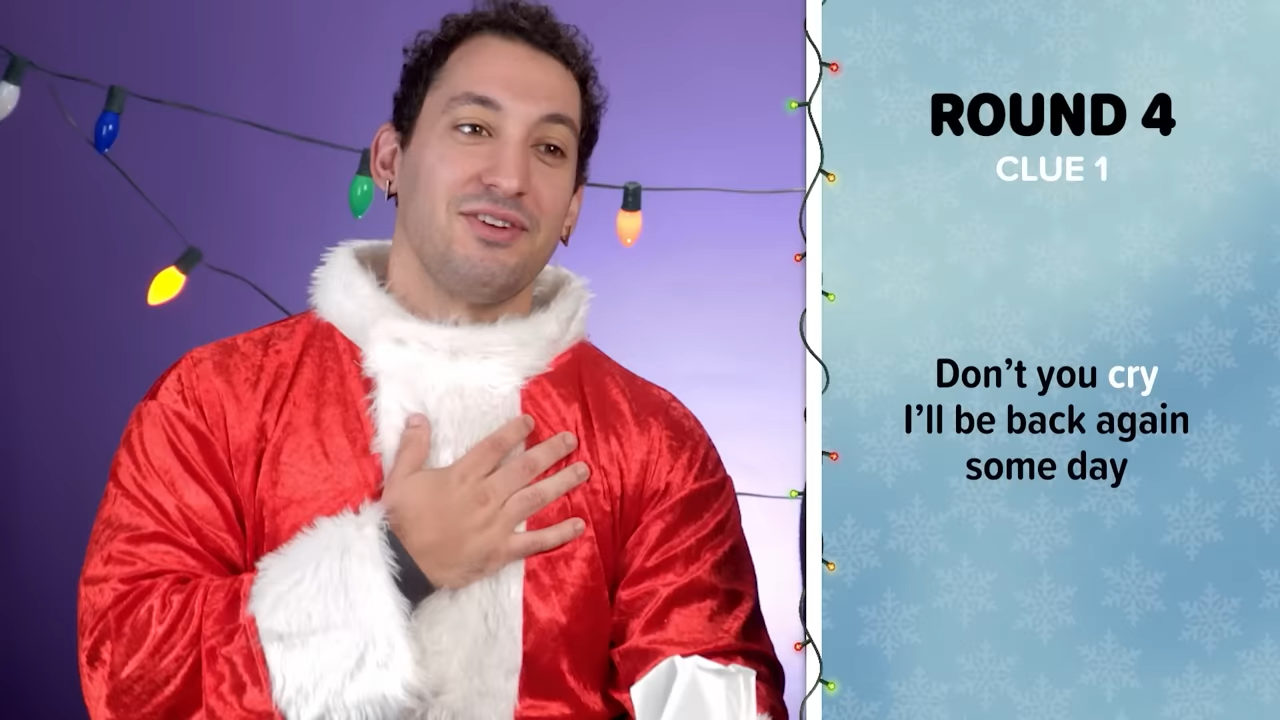 ROUND 4
CLUE 1
Don’t you cry
I’ll be back again
some day